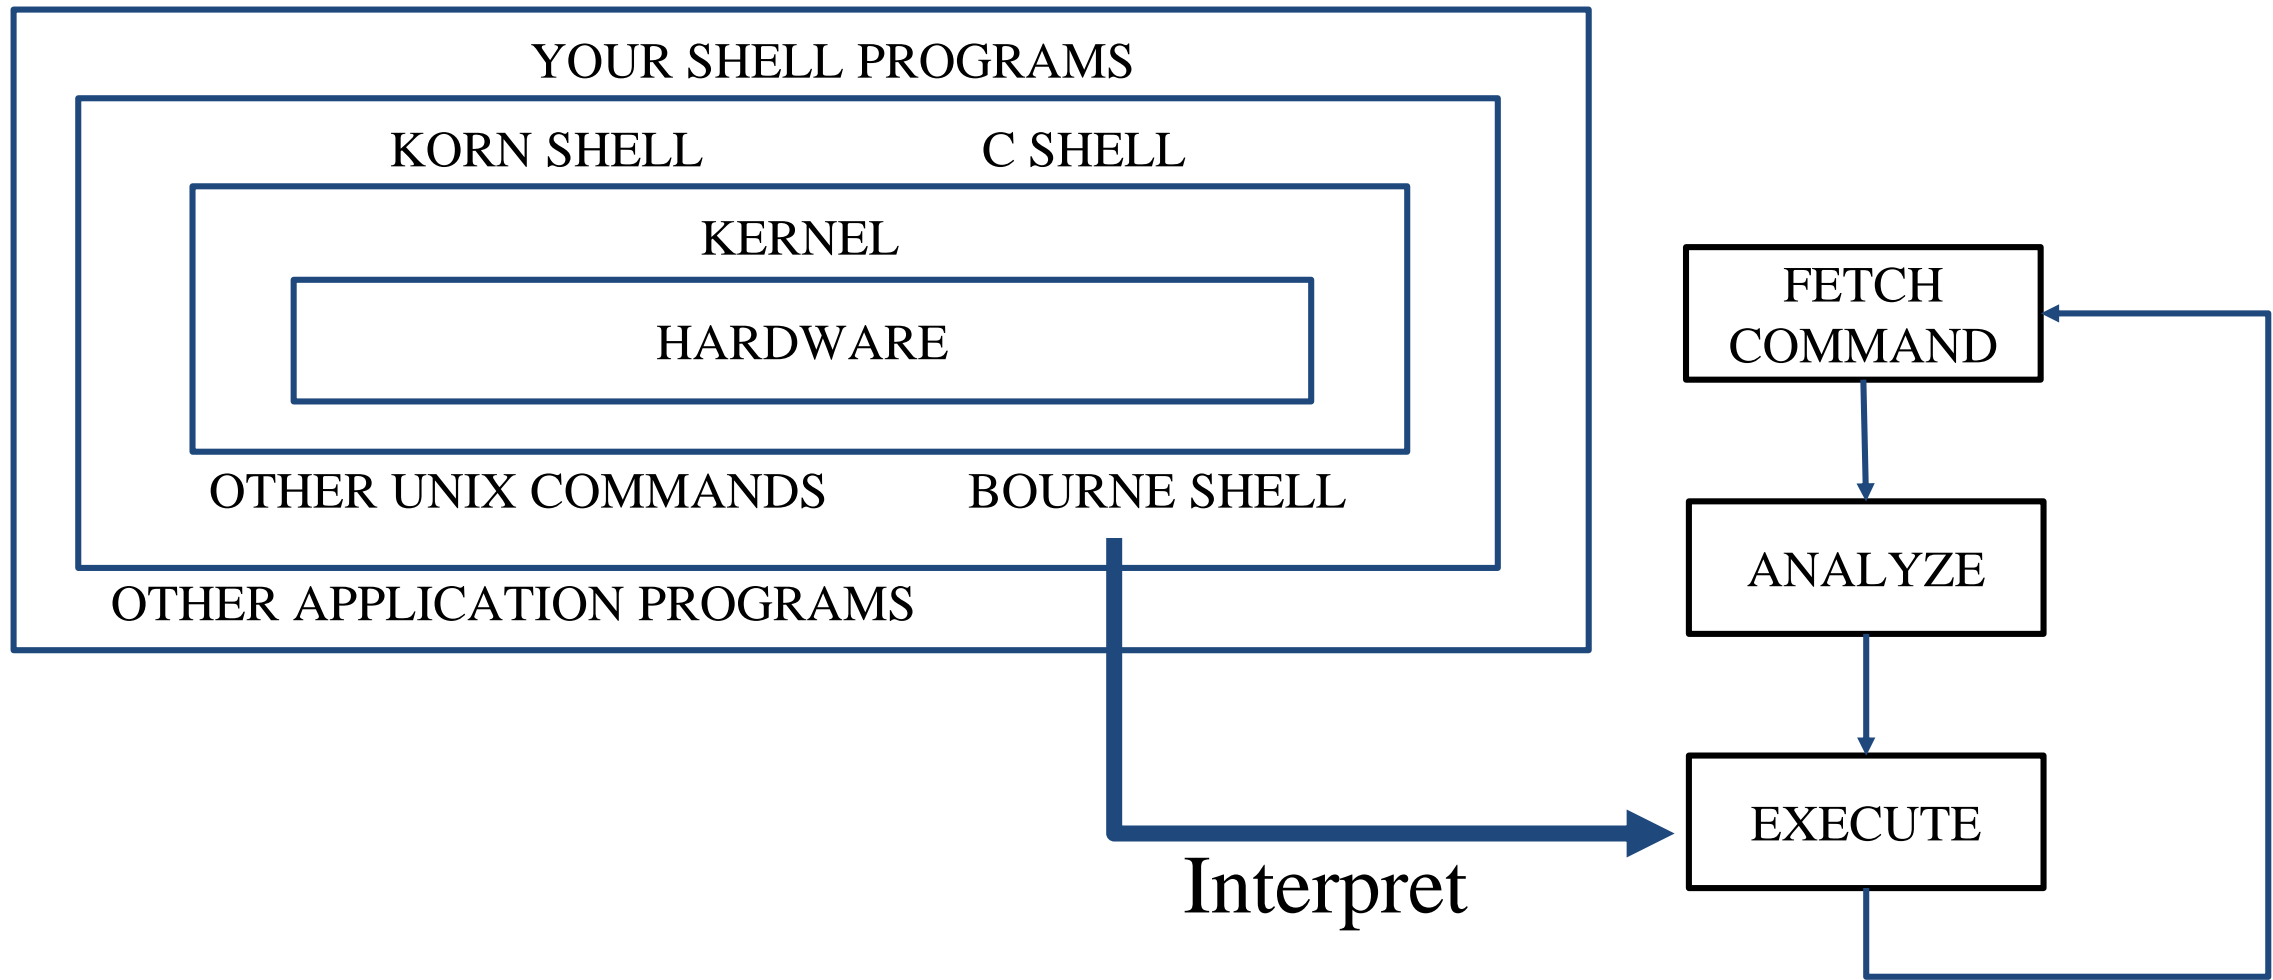 YOUR SHELL PROGRAMS
KORN SHELL
C SHELL
KERNEL
HARDWARE
OTHER UNIX COMMANDS
BOURNE SHELL
OTHER APPLICATION PROGRAMS
Interpret
FETCH
COMMAND
ANALYZE
EXECUTE